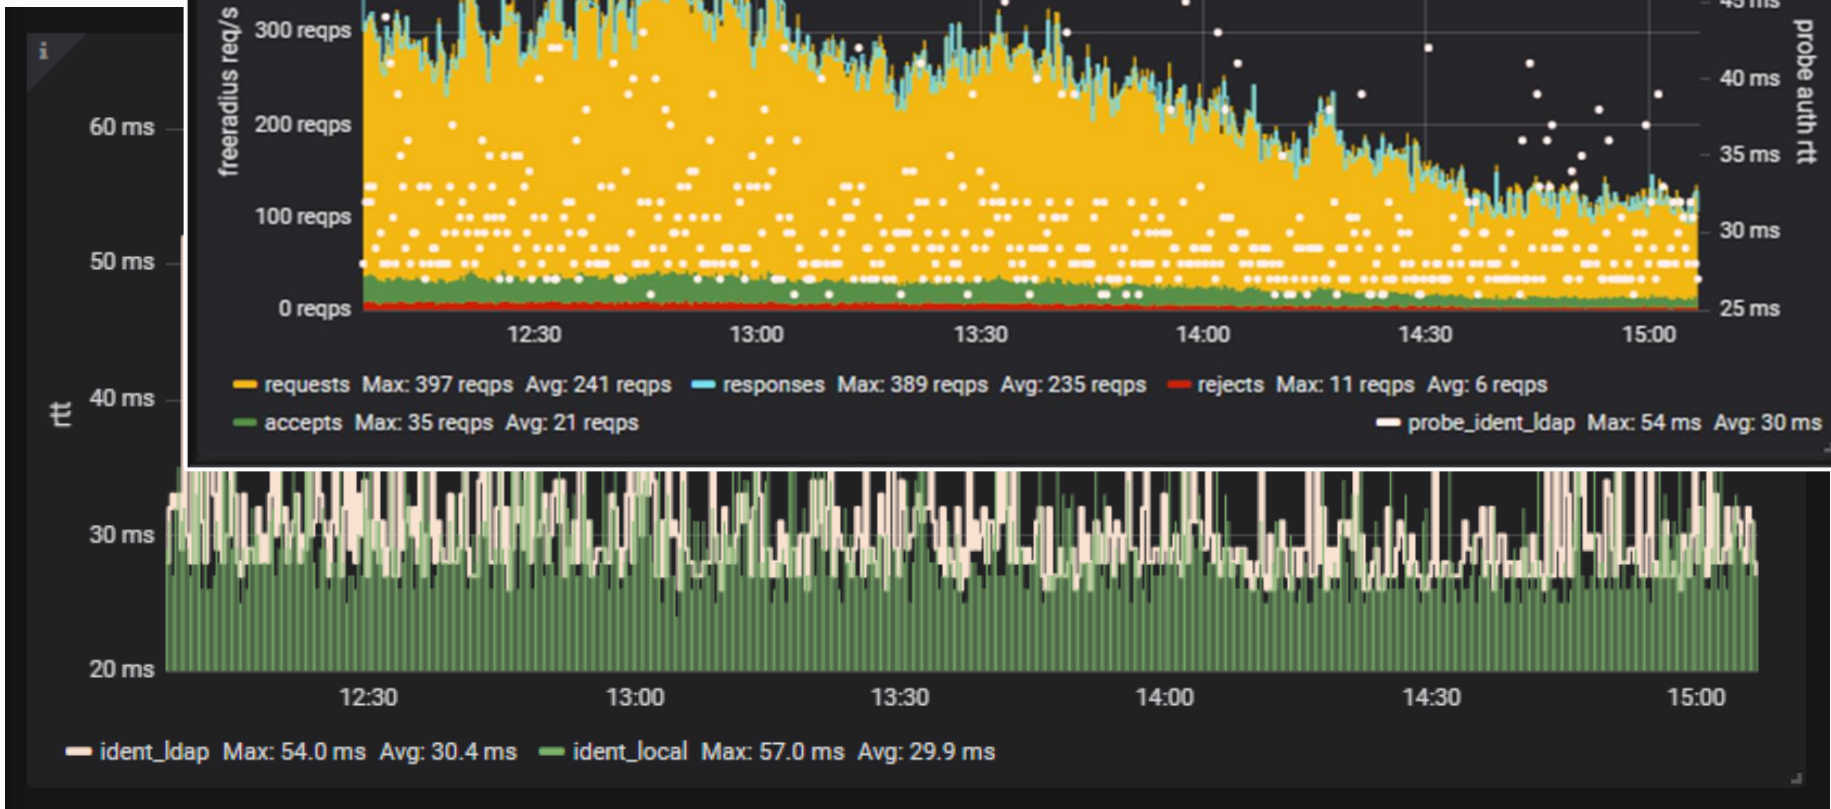 45 ms
300 reqps
200 reqps
100 reqps
0 reqps
freeradius req/s
40 ms
35 ms
30 ms
25 ms
probe auth rtt
12:30 13:00 13:30 14:00 14:30 15:00
requests Max: 397 reqps Avg: 241 reqps responses Max: 389 reqps Avg: 235 reqps rejects Max: 11 reqps Avg: 6 reqps
accepts Max: 35 reqps Avg: 21 reqps probe_ident_ldap Max: 54 ms Avg: 30 ms
i
60 ms
50 ms
40 ms
30 ms
20 ms
rtt
12:30 13:00 13:30 14:00 14:30 15:00
ident_ldap Max: 54.0 ms Avg: 30.4 ms ident_local Max: 57.0 ms Avg: 29.9 ms